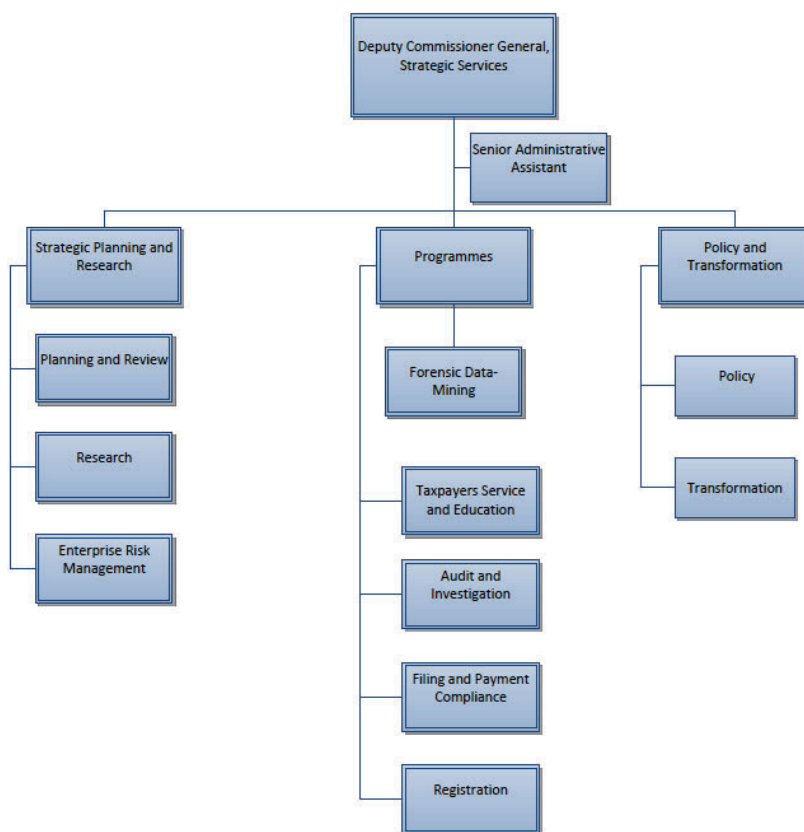 Deputy Commissioner General,
Strategic Services
Senior Administrative
Assistant
Strategic Planning and
Research
Programmes
Policy and
Transformation
Planning and Review
Forensic Data-
Mining
Policy
Research
Taxpayers Service
and Education
Transformation
Enterprise Risk
Management
Audit and
Investigation
Filing and Payment
Compliance
Registration